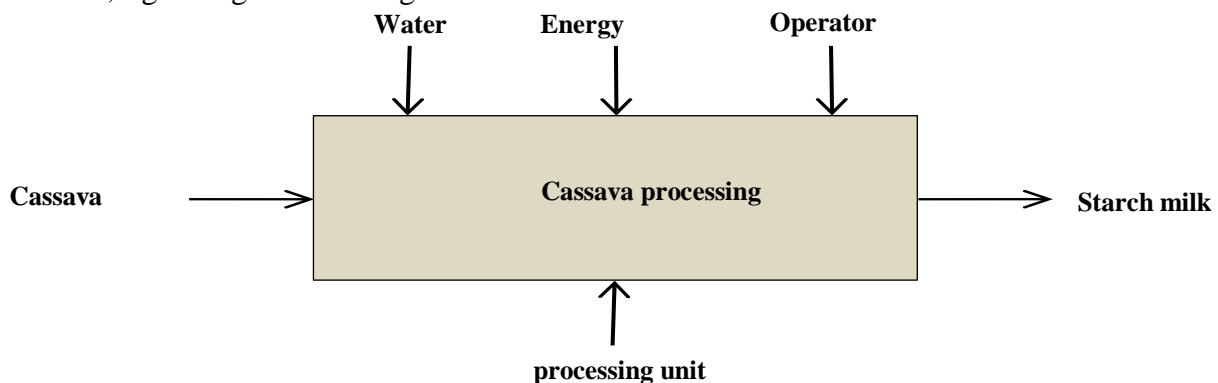 Water Energy Operator
Cassava
Cassava processing
Starch milk
processing unit